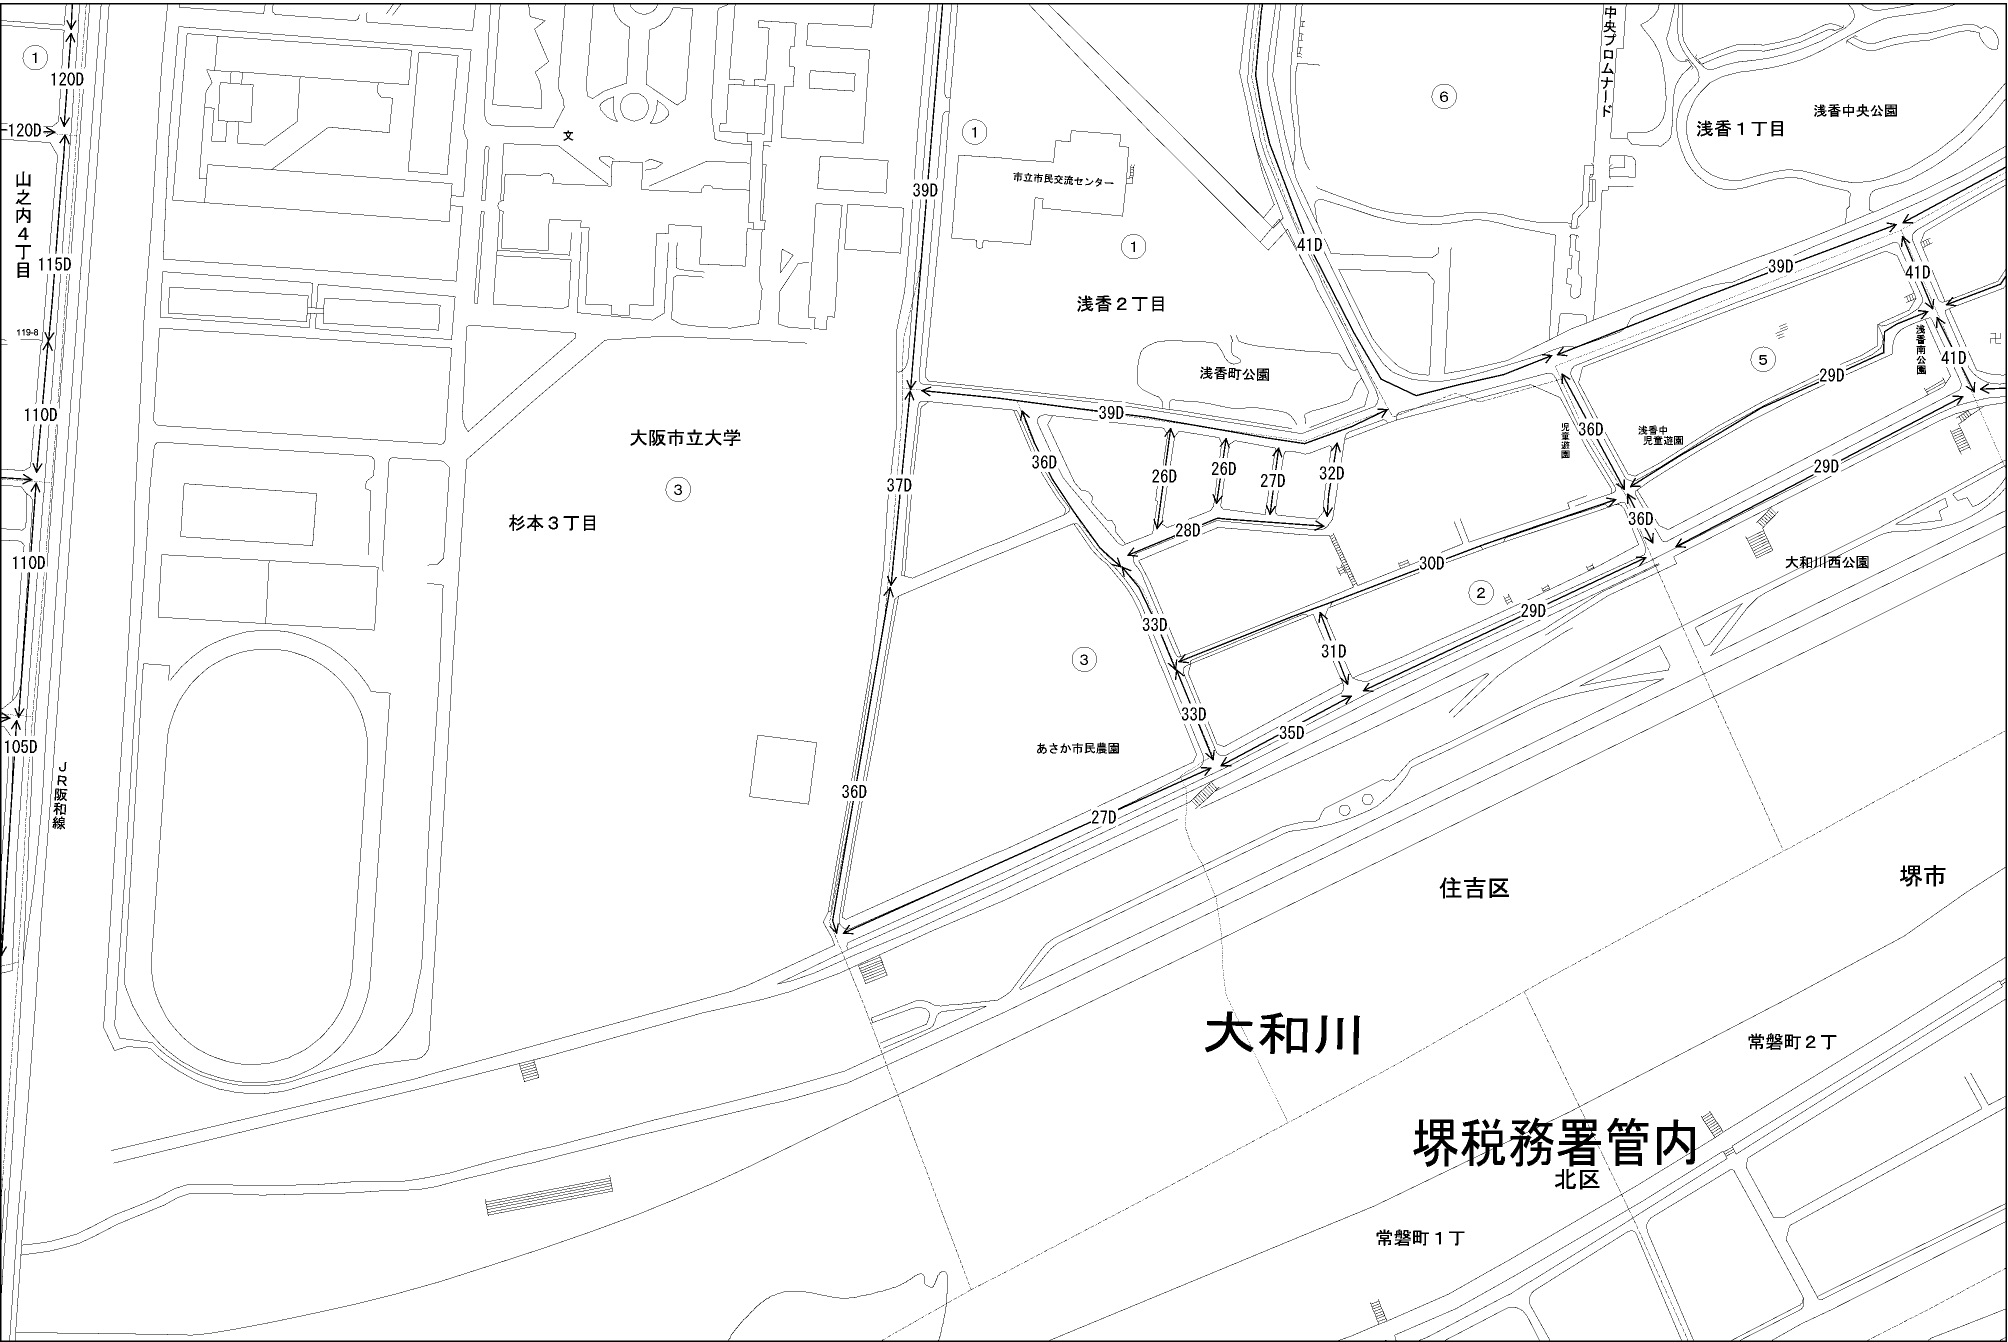 中央プロムナード
1
120D
6
浅香中央公園
浅香1丁目
1
120D
文
山之内4丁目
市立市民交流センター
39D
1
41D
115D
39D
41D
浅香2丁目
119-8
浅香南公園
5
41D
浅香町公園
29D
110D
39D
児童遊園
36D
浅香中
児童遊園
大阪市立大学
36D
26D
26D
27D
32D
29D
3
37D
杉本3丁目
36D
28D
110D
30D
大和川西公園
2
29D
33D
31D
3
33D
35D
105D
あさか市民農園
JR阪和線
36D
27D
住吉区
堺市
大和川
常磐町2丁
堺税務署管内
北区
常磐町1丁